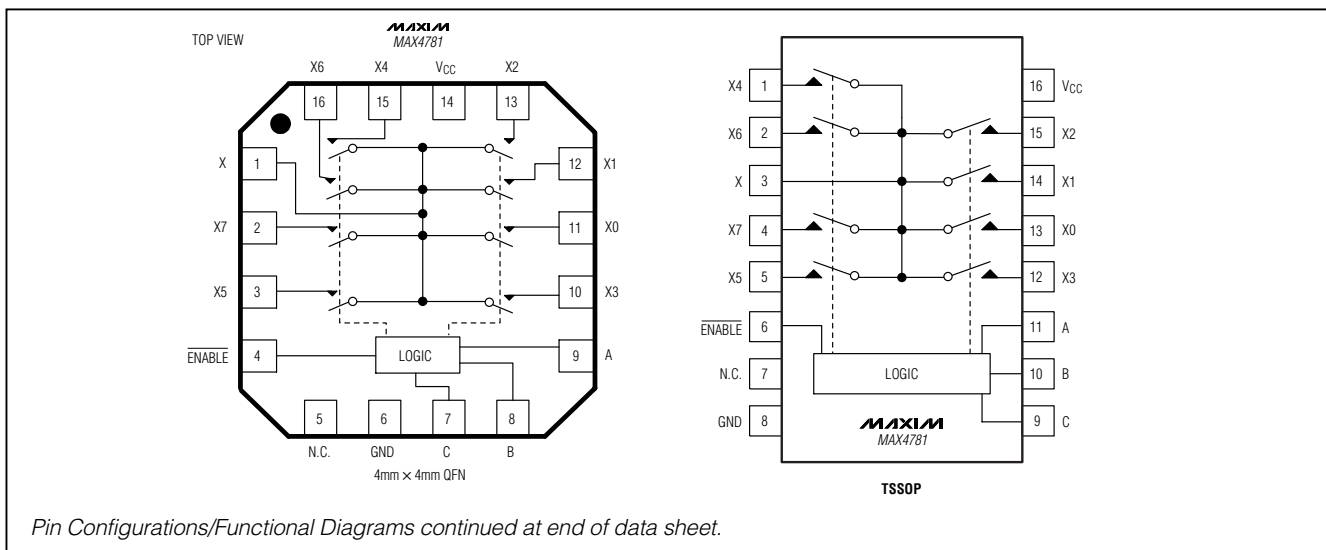 TOP VIEW
MAXIM
MAX4781
X6 X4 VCC X2
16 15 14 13
X 1
12 X1
X7 2
11 X0
X5 3
10 X3
ENABLE 4
LOGIC
9 A
5 6 7 8
N.C. GND C B
4mm × 4mm QFN
X4 1
16 VCC
X6 2
15 X2
X 3
14 X1
X7 4
13 X0
X5 5
12 X3
ENABLE 6
11 A
N.C. 7
LOGIC
10 B
GND 8
MAXIM
MAX4781
9 C
TSSOP
Pin Configurations/Functional Diagrams continued at end of data sheet.